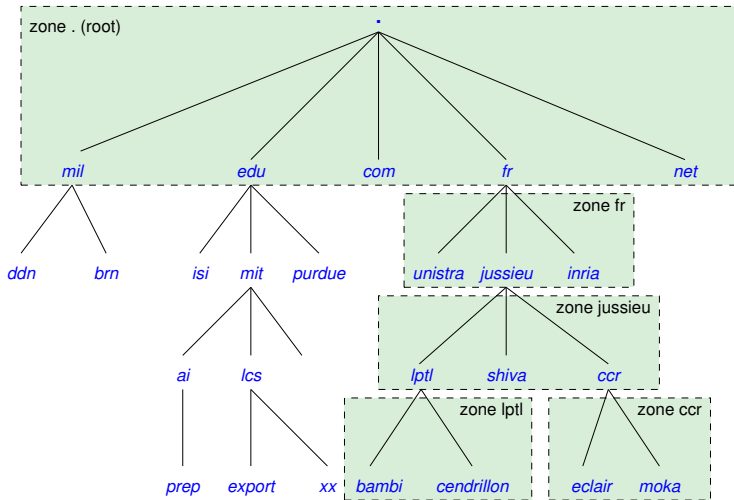 .
zone . (root)
mil edu com fr net
zone fr
ddn brn isi mit purdue unistra jussieu inria
zone jussieu
ai lcs lptl shiva ccr
zone lptl zone ccr
prep export xx bambi cendrillon eclair moka